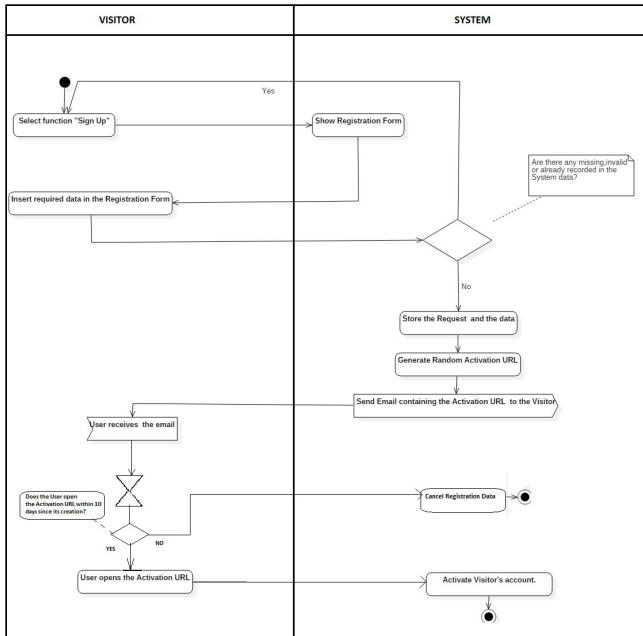 VISITOR
SYSTEM
Yes
Select function "Sign Up"
Show Registration Form
Are there any missing,invalid
or already recorded in the
System data?
Insert required data in the Registration Form
No
Store the Request and the data
Generate Random Activation URL
Send Email containing the Activation URL to the Visitor
User receives the email
Does the User open
the Activation URL within 10
days since its creation?
Cancel Registration Data
YES
NO
User opens the Activation URL
Activate Visitor's account.